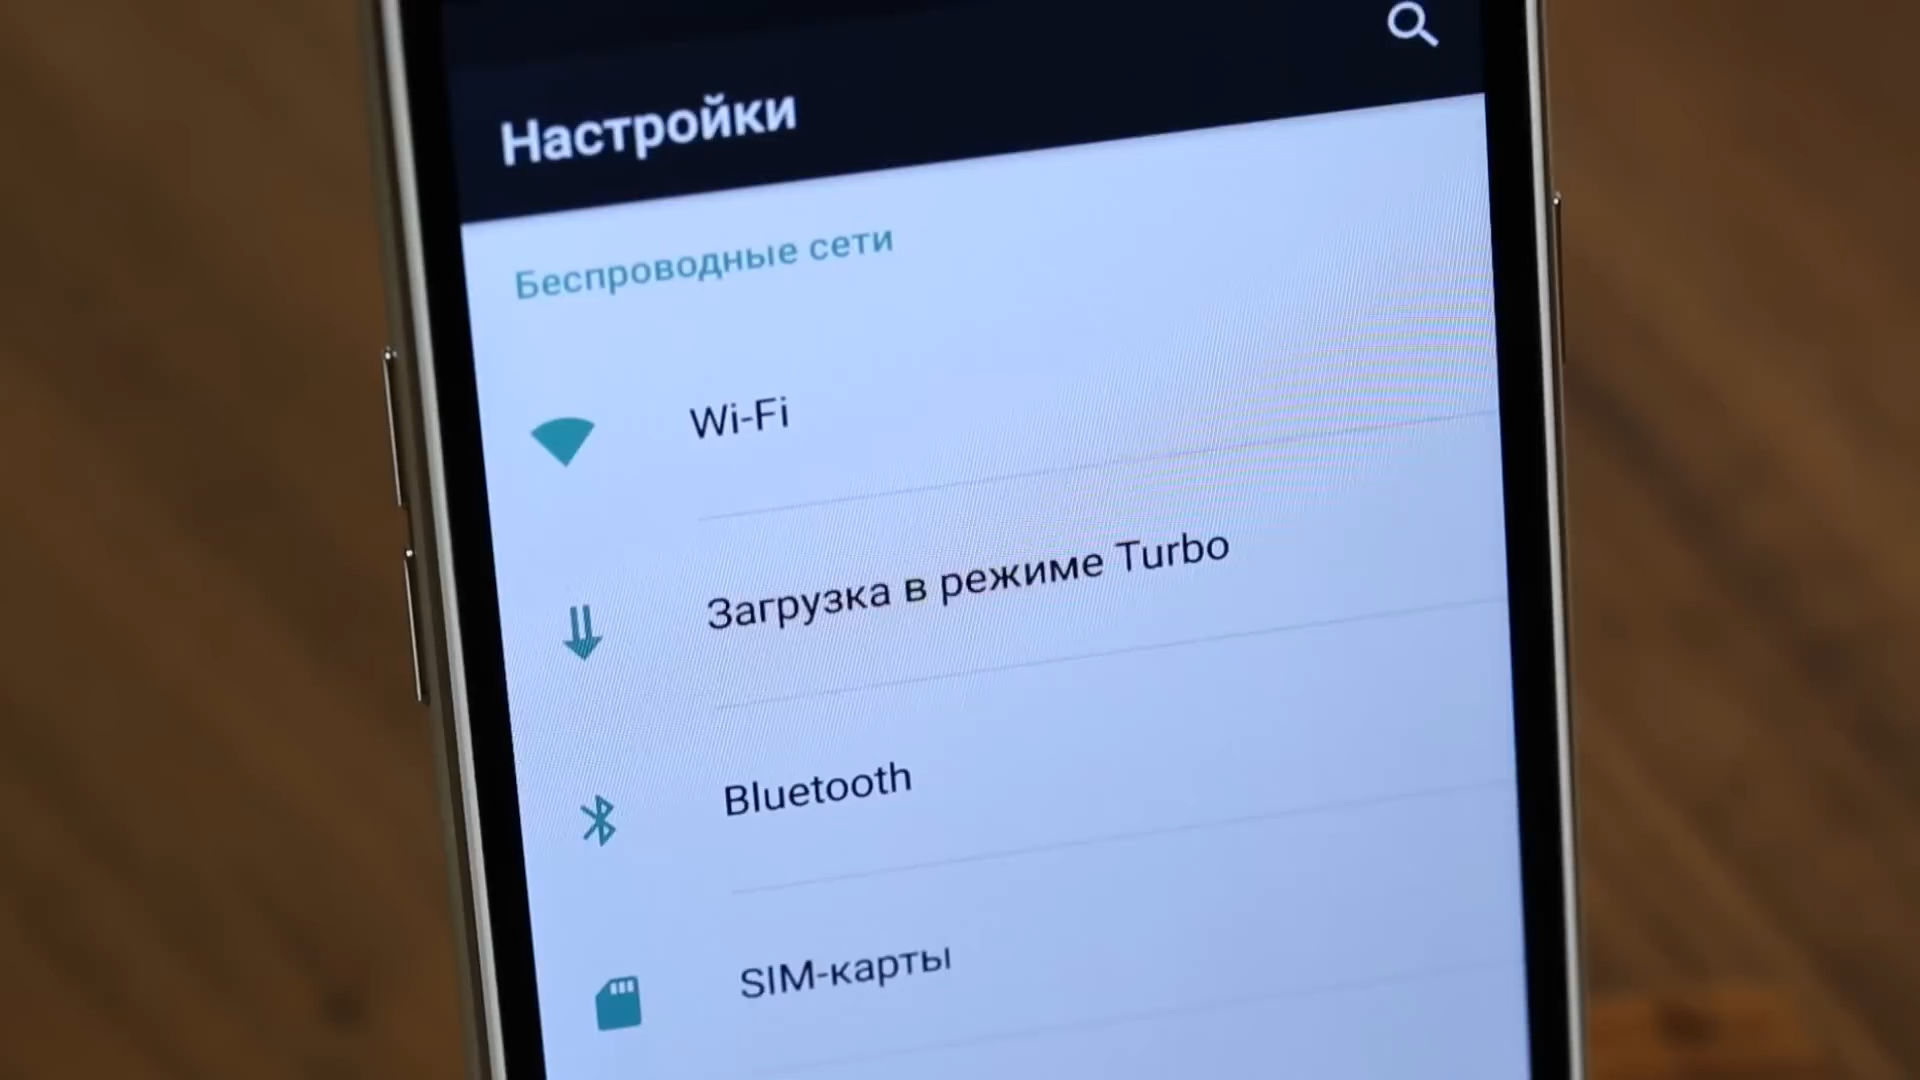 Настройки
Беспроводные сети
Wi-Fi
Загрузка в режиме Turbo
Bluetooth
SIM-карты